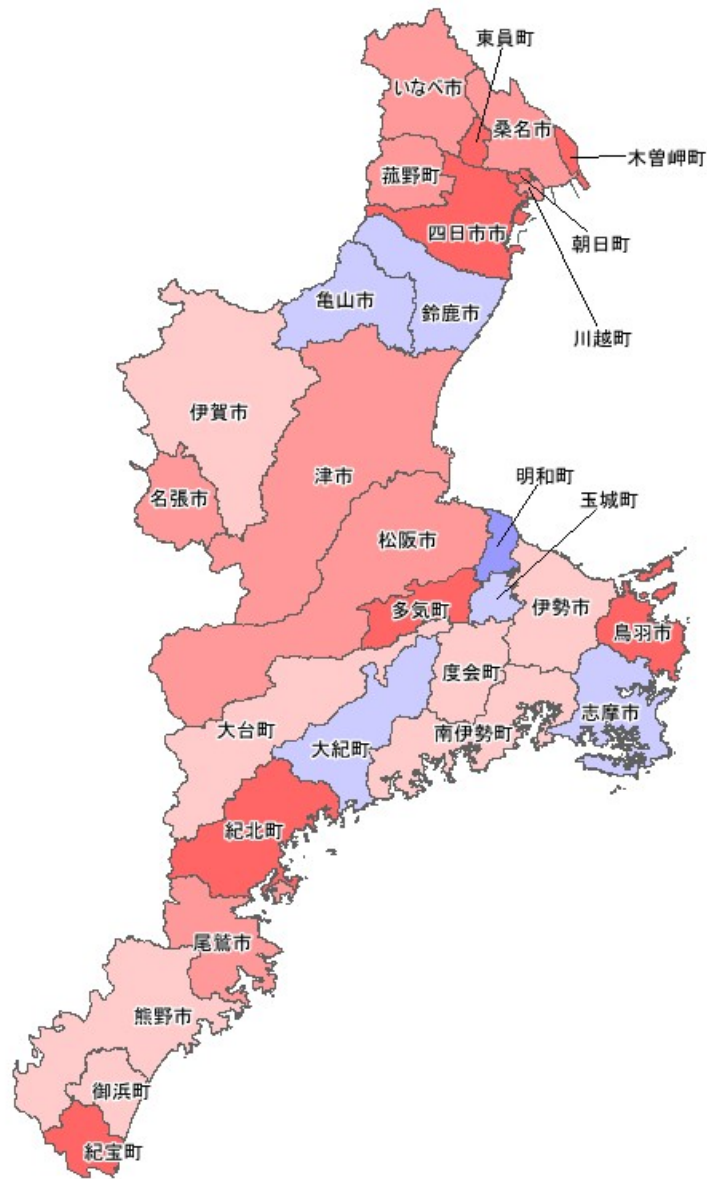 東員町
いなべ市
桑名市
木曽岬町
菰野町
四日市市
朝日町
亀山市
鈴鹿市
川越町
伊賀市
津市
明和町
名張市
玉城町
松阪市
多気町
伊勢市
鳥羽市
度会町
志摩市
大台町
南伊勢町
大紀町
紀北町
尾鷲市
熊野市
御浜町
紀宝町